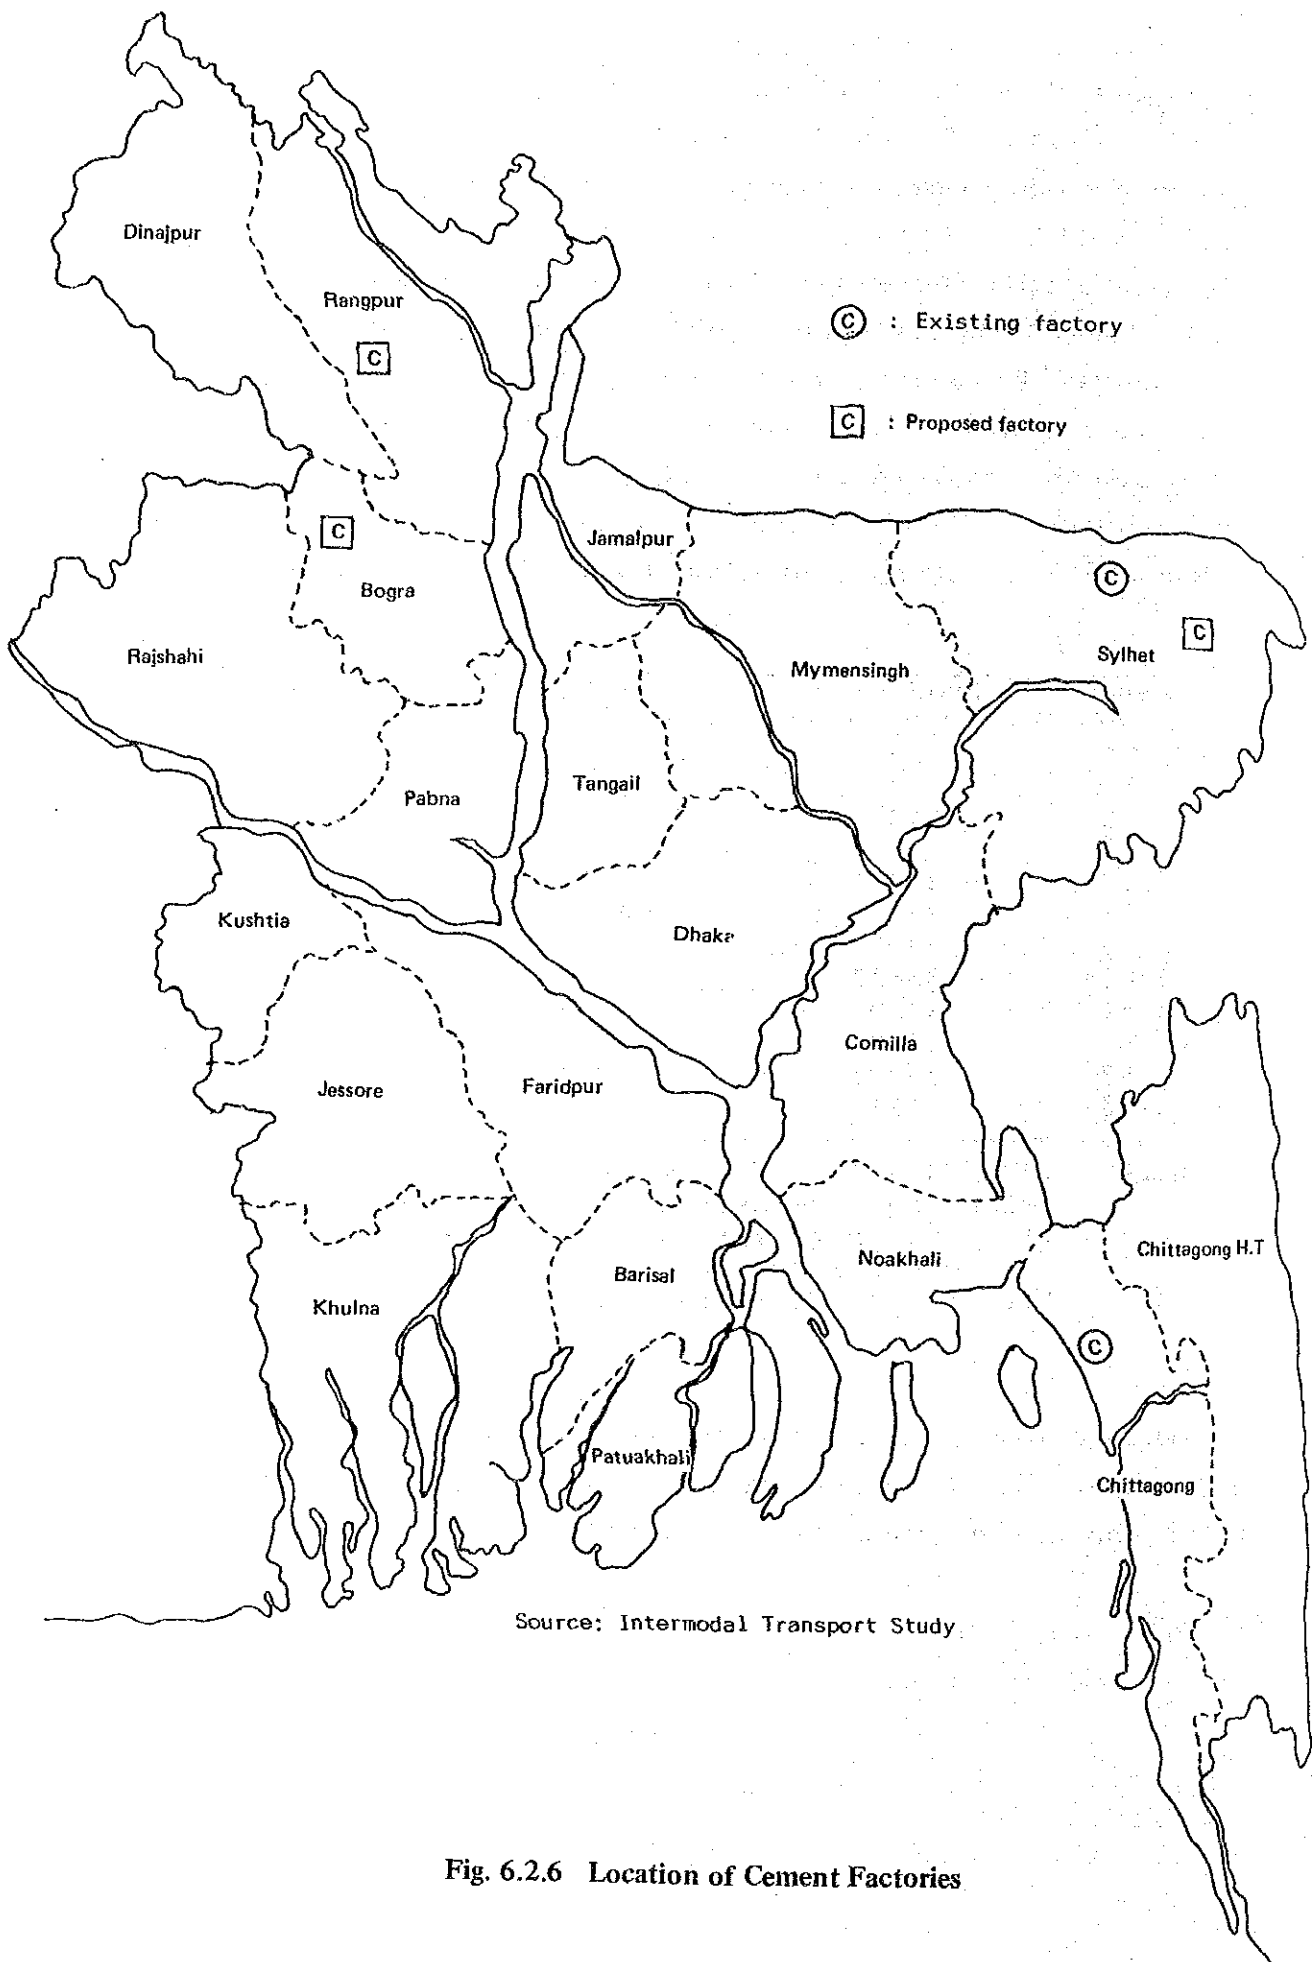 Dinajpur
Rangpur
C
C : Existing factory
C : Proposed factory
C
Jamalpur
Bogra
C
C
Rajshahi
Mymensingh
Sylhet
Pabna
Tangail
Kushtia
Dhaka
Comilla
Jessore
Faridpur
Chittagong H.T
Noakhali
Barisal
Khulna
C
Patuakhali
Chittagong
Source: Intermodal Transport Study
Fig. 6.2.6 Location of Cement Factories